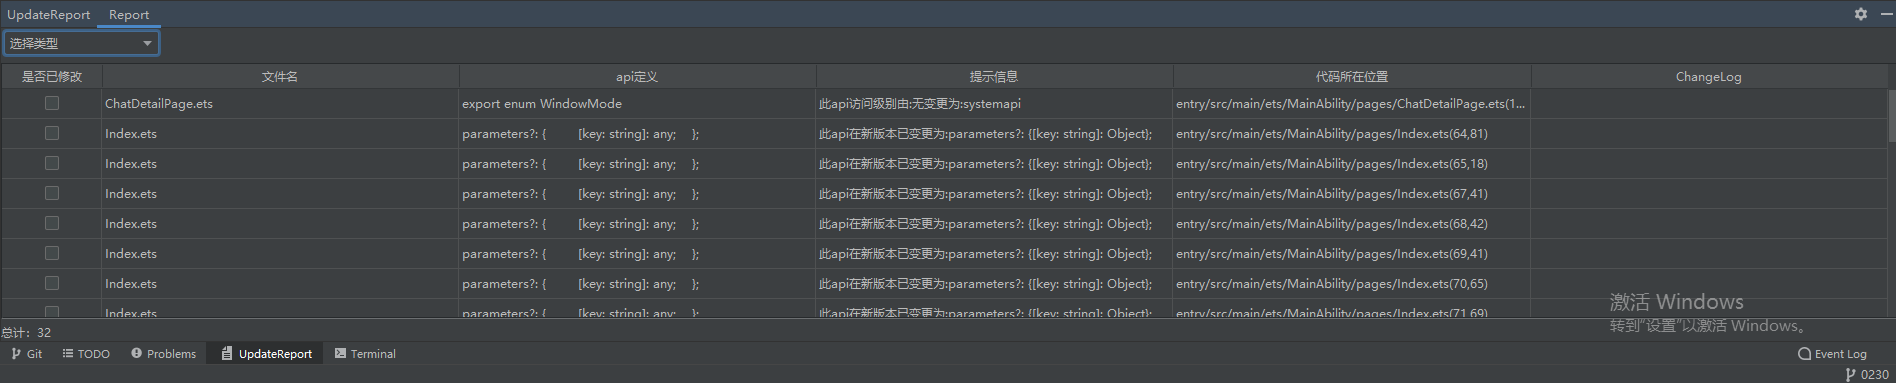 UpdateReport Report
选择类型
是否已修改 文件名 api定义 提示信息 代码所在位置 ChangeLog
ChatDetailPage.ets export enum WindowMode 此api访问级别由:无变更为:systemapi entry/src/main/ets/MainAbility/pages/ChatDetailPage.ets(1...
Index.ets parameters?: { [key: string]: any; }; 此api在新版本已变更为:parameters?: {[key: string]: Object}; entry/src/main/ets/MainAbility/pages/Index.ets(64,81)
Index.ets parameters?: { [key: string]: any; }; 此api在新版本已变更为:parameters?: {[key: string]: Object}; entry/src/main/ets/MainAbility/pages/Index.ets(65,18)
Index.ets parameters?: { [key: string]: any; }; 此api在新版本已变更为:parameters?: {[key: string]: Object}; entry/src/main/ets/MainAbility/pages/Index.ets(67,41)
Index.ets parameters?: { [key: string]: any; }; 此api在新版本已变更为:parameters?: {[key: string]: Object}; entry/src/main/ets/MainAbility/pages/Index.ets(68,42)
Index.ets parameters?: { [key: string]: any; }; 此api在新版本已变更为:parameters?: {[key: string]: Object}; entry/src/main/ets/MainAbility/pages/Index.ets(69,41)
Index.ets parameters?: { [key: string]: any; }; 此api在新版本已变更为:parameters?: {[key: string]: Object}; entry/src/main/ets/MainAbility/pages/Index.ets(70,65)
Index.ets parameters?: { [key: string]: any; }; 此api在新版本已变更为:parameters?: {[key: string]: Object}; entry/src/main/ets/MainAbility/pages/Index.ets(71,69)
激活 Windows
转到“设置”以激活 Windows。
总计：32
Git TODO Problems UpdateReport Terminal Event Log
0230